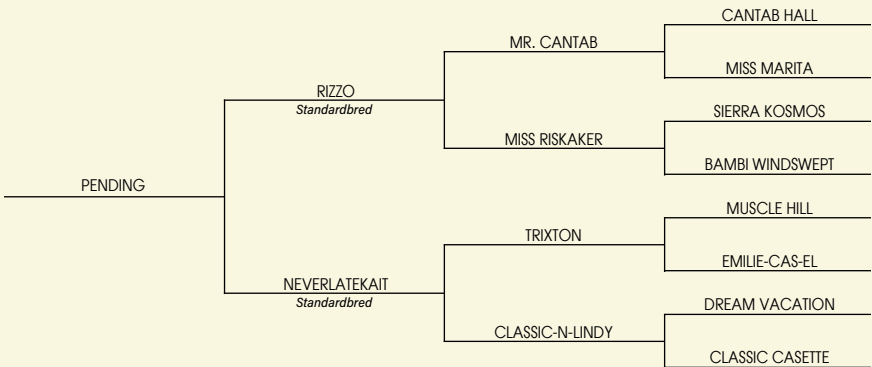 CANTAB HALL
MR. CANTAB
MISS MARITA
RIZZO
Standardbred
SIERRA KOSMOS
MISS RISKAKER
BAMBI WINDSWEPT
PENDING
MUSCLE HILL
TRIXTON
EMILIE-CAS-EL
NEVERLATEKAIT
Standardbred
DREAM VACATION
CLASSIC-N-LINDY
CLASSIC CASETTE